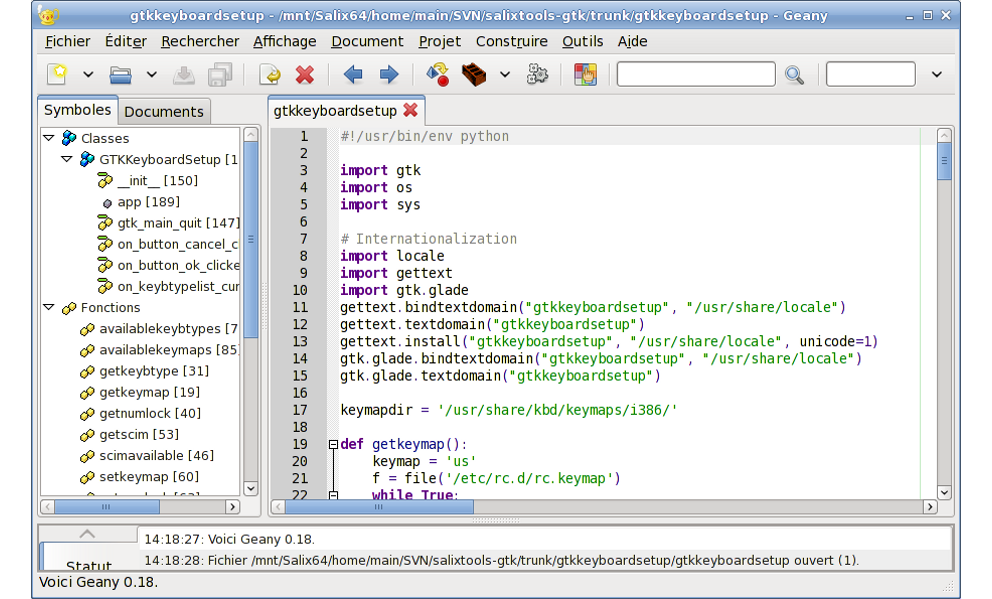 gtkkeyboardsetup - /mnt/Salix64/home/main/SVN/salixtools-gtk/trunk/gtkkeyboardsetup - Geany
Fichier Éditer Rechercher Affichage Document Projet Construire Outils Aide
Symboles Documents
Classes
GTKKeyboardSetup [1
__init__ [150]
app [189]
gtk_main_quit [147]
on_button_cancel_c
on_button_ok_clicke
on_keybtypelist_cur
Fonctions
availablekeybtypes [7
availablekeymaps [85]
getkeybtype [31]
getkeymap [19]
getnumlock [40]
getscim [53]
scimavailable [46]
setkeymap [60]
gtkkeyboardsetup
1 #!/usr/bin/env python
2
3 import gtk
4 import os
5 import sys
6
7 # Internationalization
8 import locale
9 import gettext
10 import gtk.glade
11 gettext.bindtextdomain("gtkkeyboardsetup", "/usr/share/locale")
12 gettext.textdomain("gtkkeyboardsetup")
13 gettext.install("gtkkeyboardsetup", "/usr/share/locale", unicode=1)
14 gtk.glade.bindtextdomain("gtkkeyboardsetup", "/usr/share/locale")
15 gtk.glade.textdomain("gtkkeyboardsetup")
16
17 keymapdir = '/usr/share/kbd/keymaps/i386/'
18
19 def getkeymap():
20 keymap = 'us'
21 f = file('/etc/rc.d/rc.keymap')
22 while True:
Statut
14:18:27: Voici Geany 0.18.
14:18:28: Fichier /mnt/Salix64/home/main/SVN/salixtools-gtk/trunk/gtkkeyboardsetup/gtkkeyboardsetup ouvert (1).
Voici Geany 0.18.